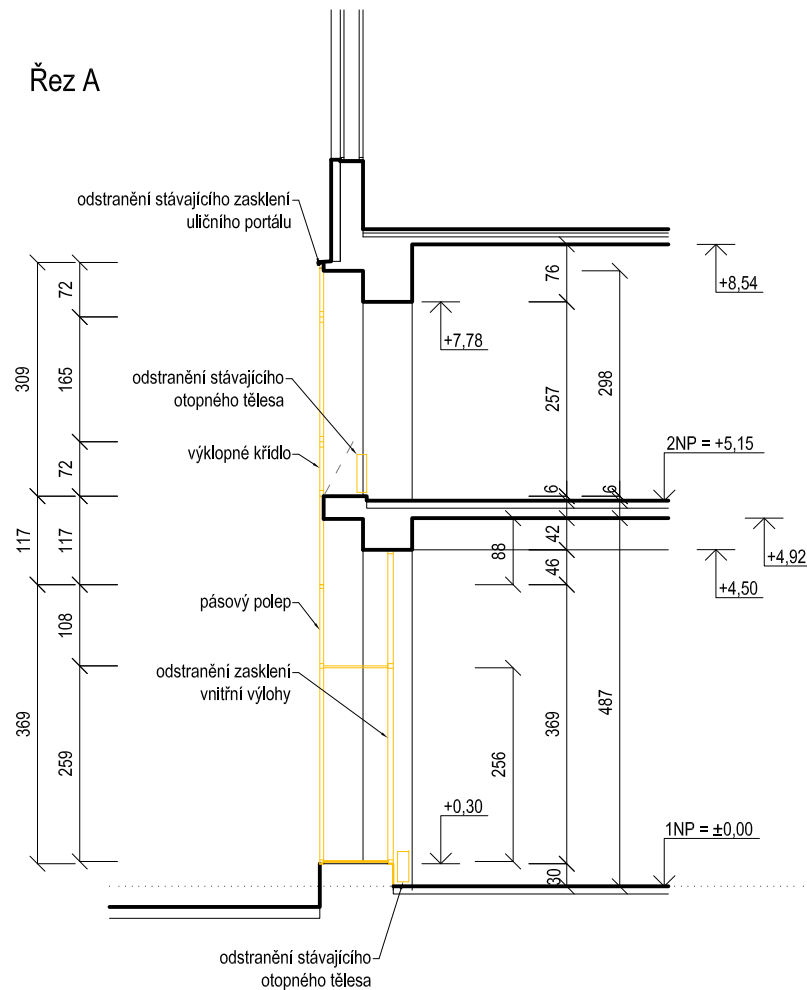 Řez A
odstranění stávajícího zasklení
uličního portálu
odstranění stávajícího
otopného tělesa
výklopné křídlo
pásový polep
odstranění zasklení
vnitřní výlohy
odstranění stávajícího
otopného tělesa
309
117
369
72
165
72
117
108
259
76
257
6
42
46
369
30
298
6
487
88
256
+8,54
+7,78
2NP = +5,15
+4,92
+4,50
+0,30
1NP = ±0,00